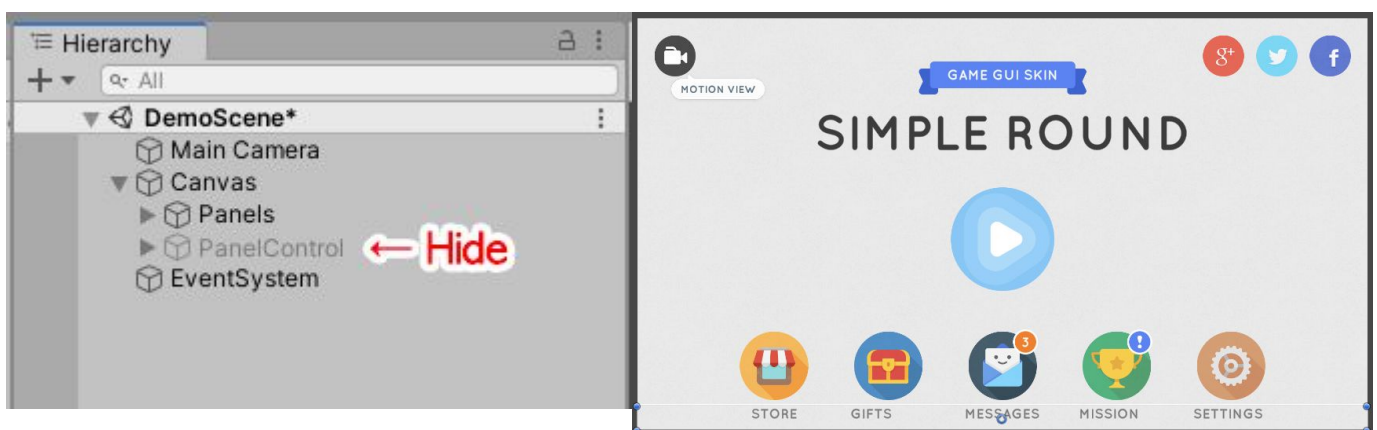 Hierarchy
All
DemoScene*
Main Camera
Canvas
Panels
PanelControl
← Hide
EventSystem
MOTION VIEW
g+
f
GAME GUI SKIN
SIMPLE ROUND
3
!
STORE
GIFTS
MESSAGES
MISSION
SETTINGS